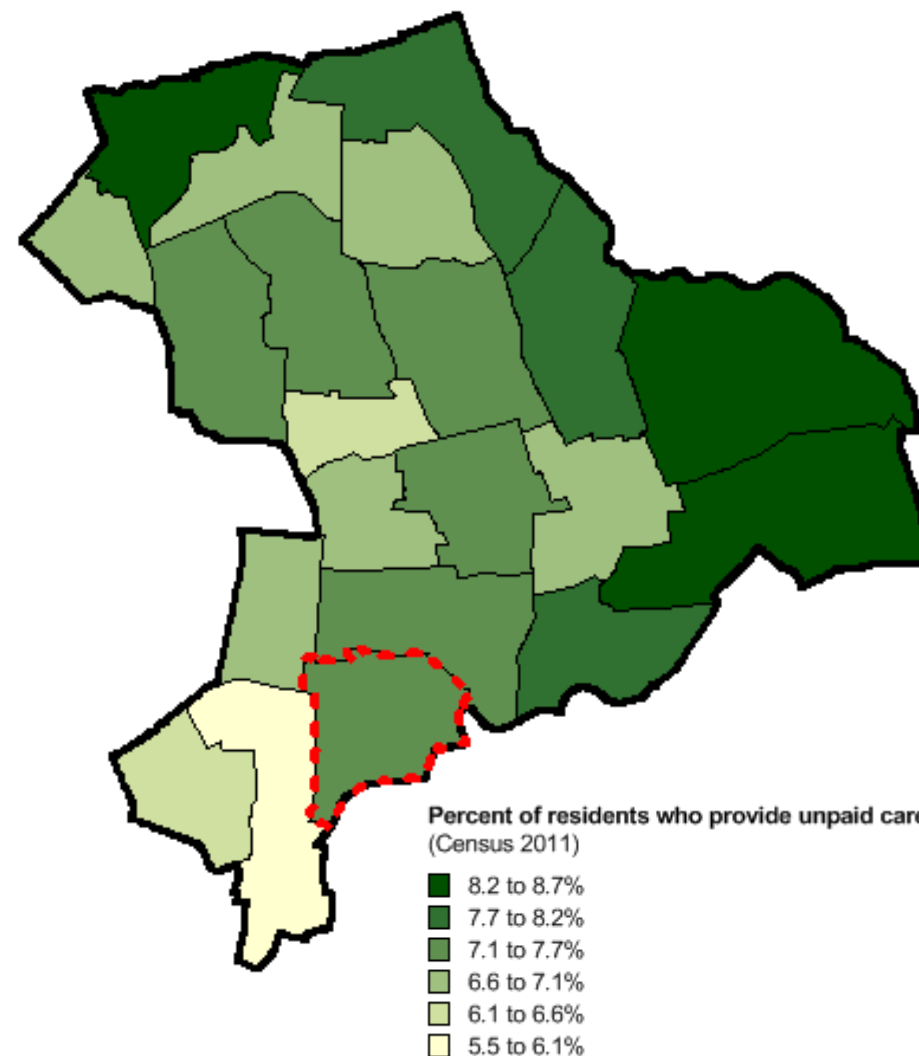 Percent of residents who provide unpaid care
(Census 2011)
8.2 to 8.7%
7.7 to 8.2%
7.1 to 7.7%
6.6 to 7.1%
6.1 to 6.6%
5.5 to 6.1%